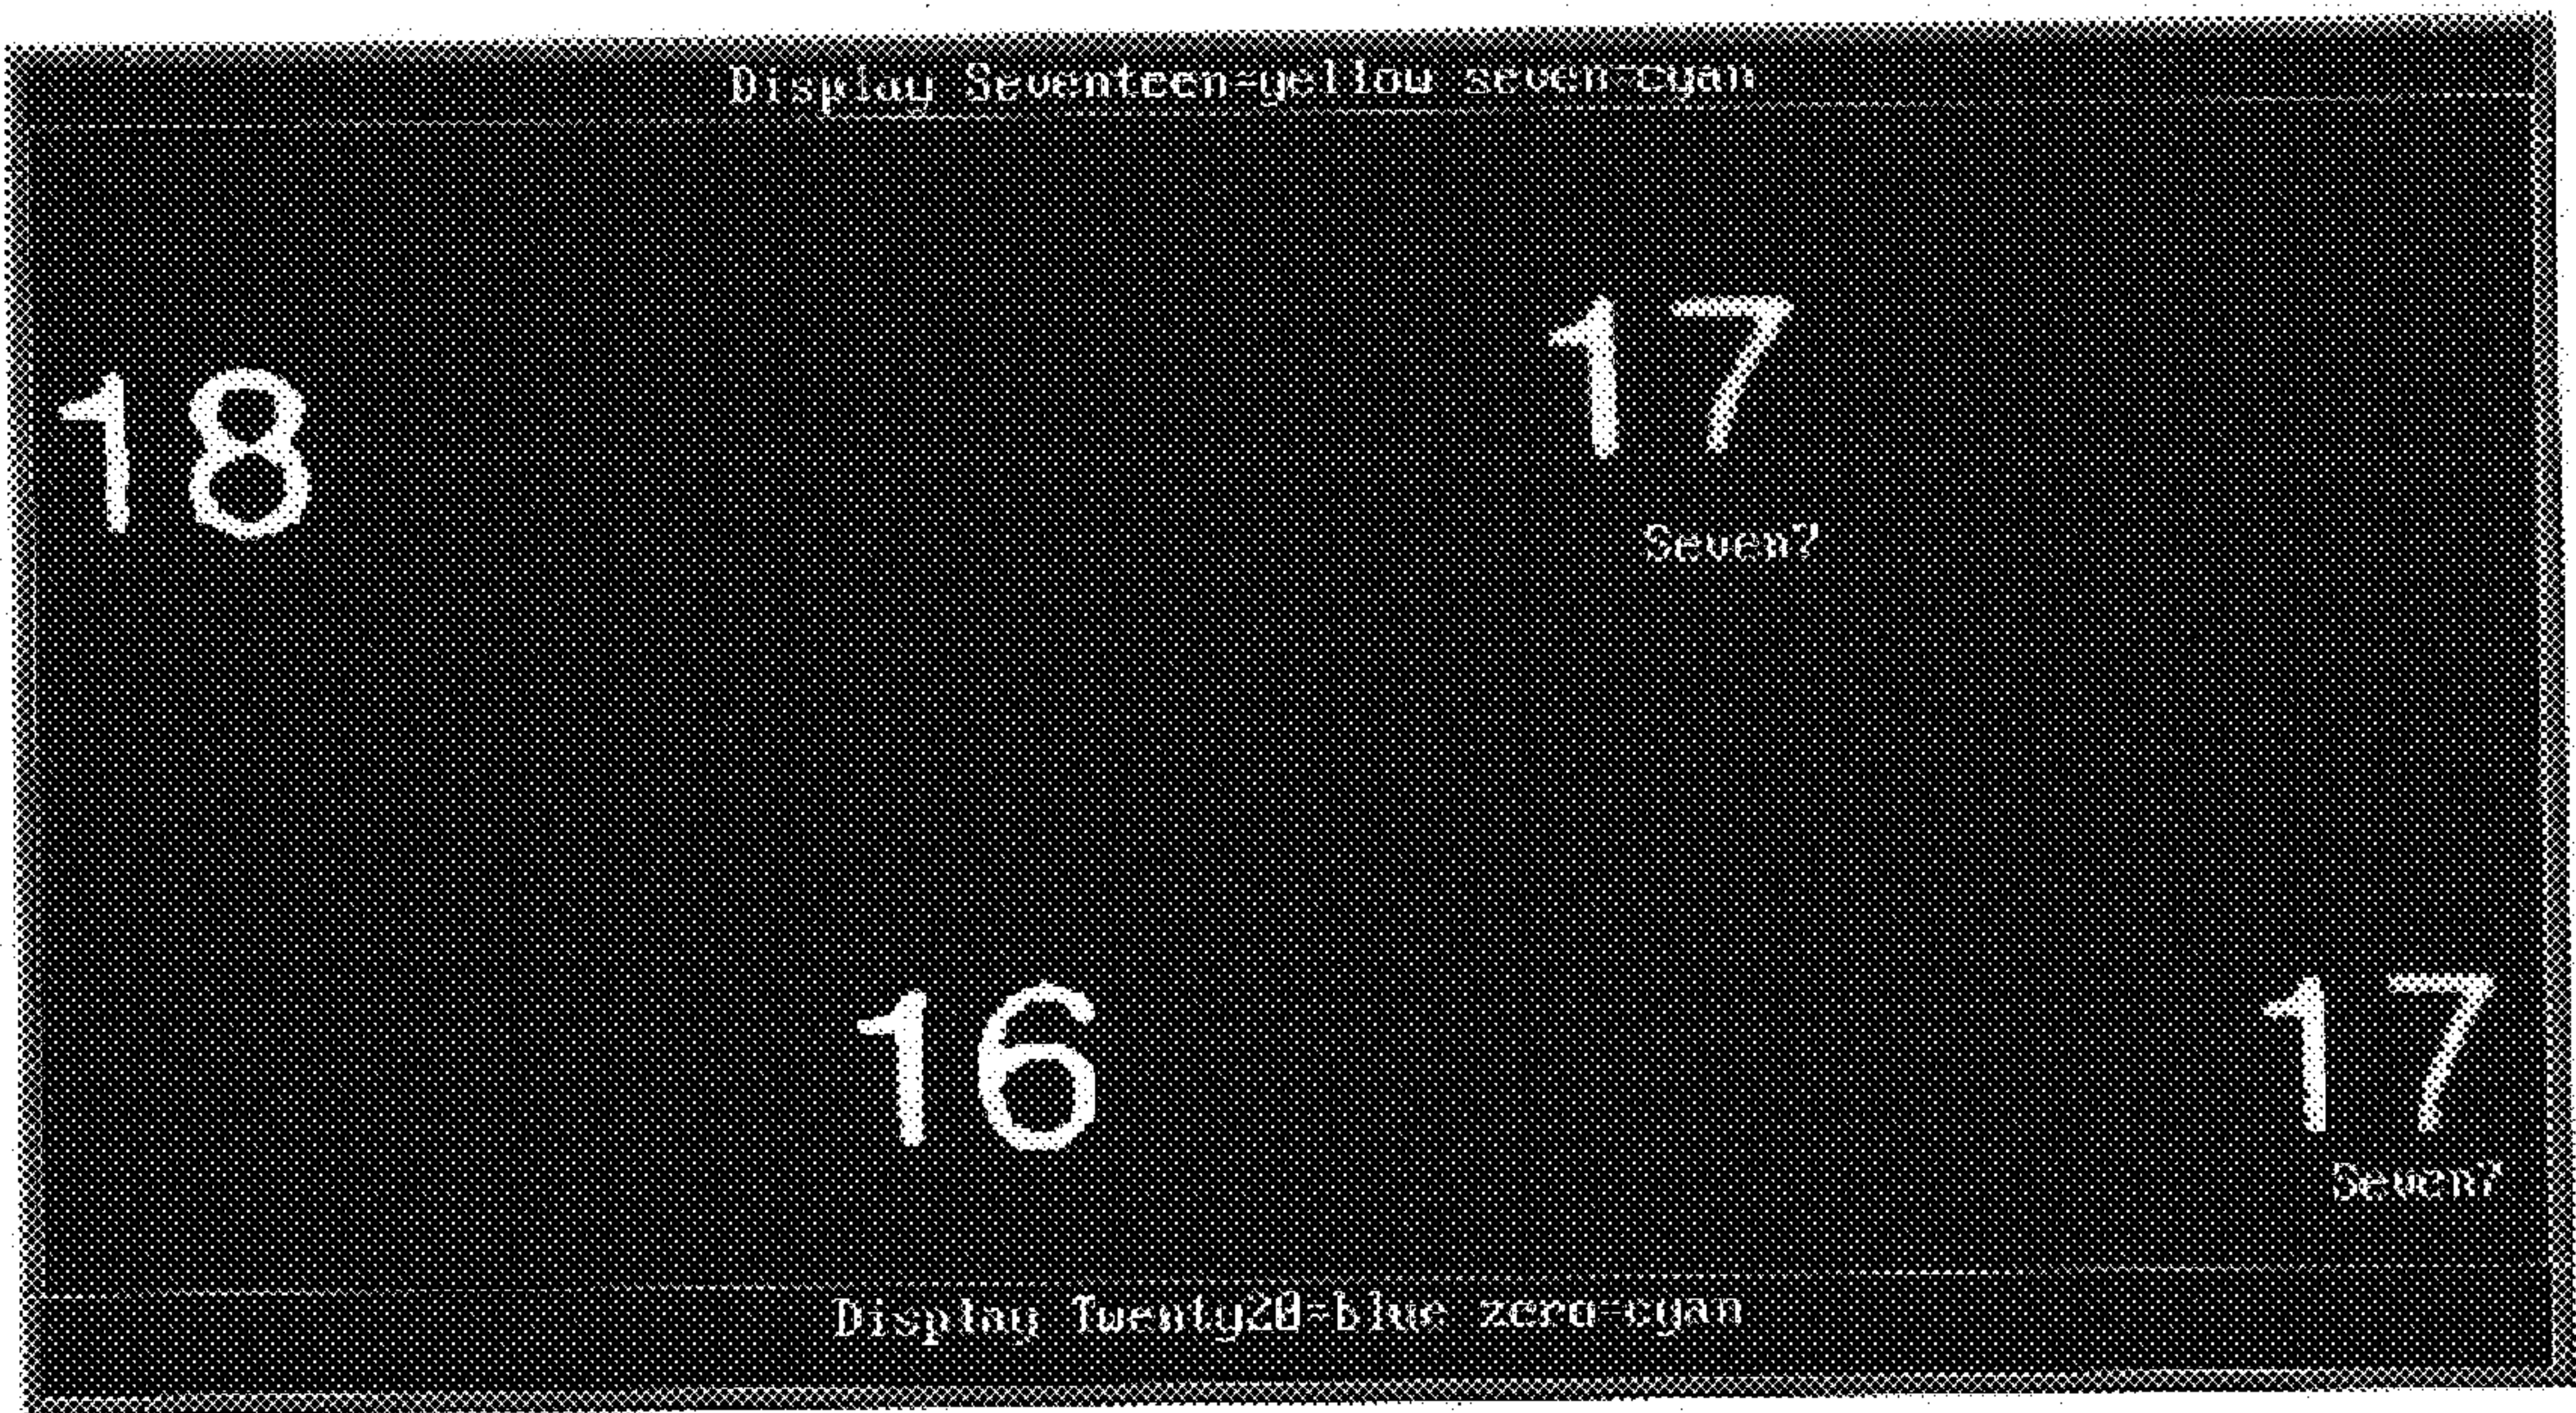 Display Seventeen=yellow seven=cyan
17
18
Seven?
16
17
Seven?
Display Twenty20=blue zero=cyan